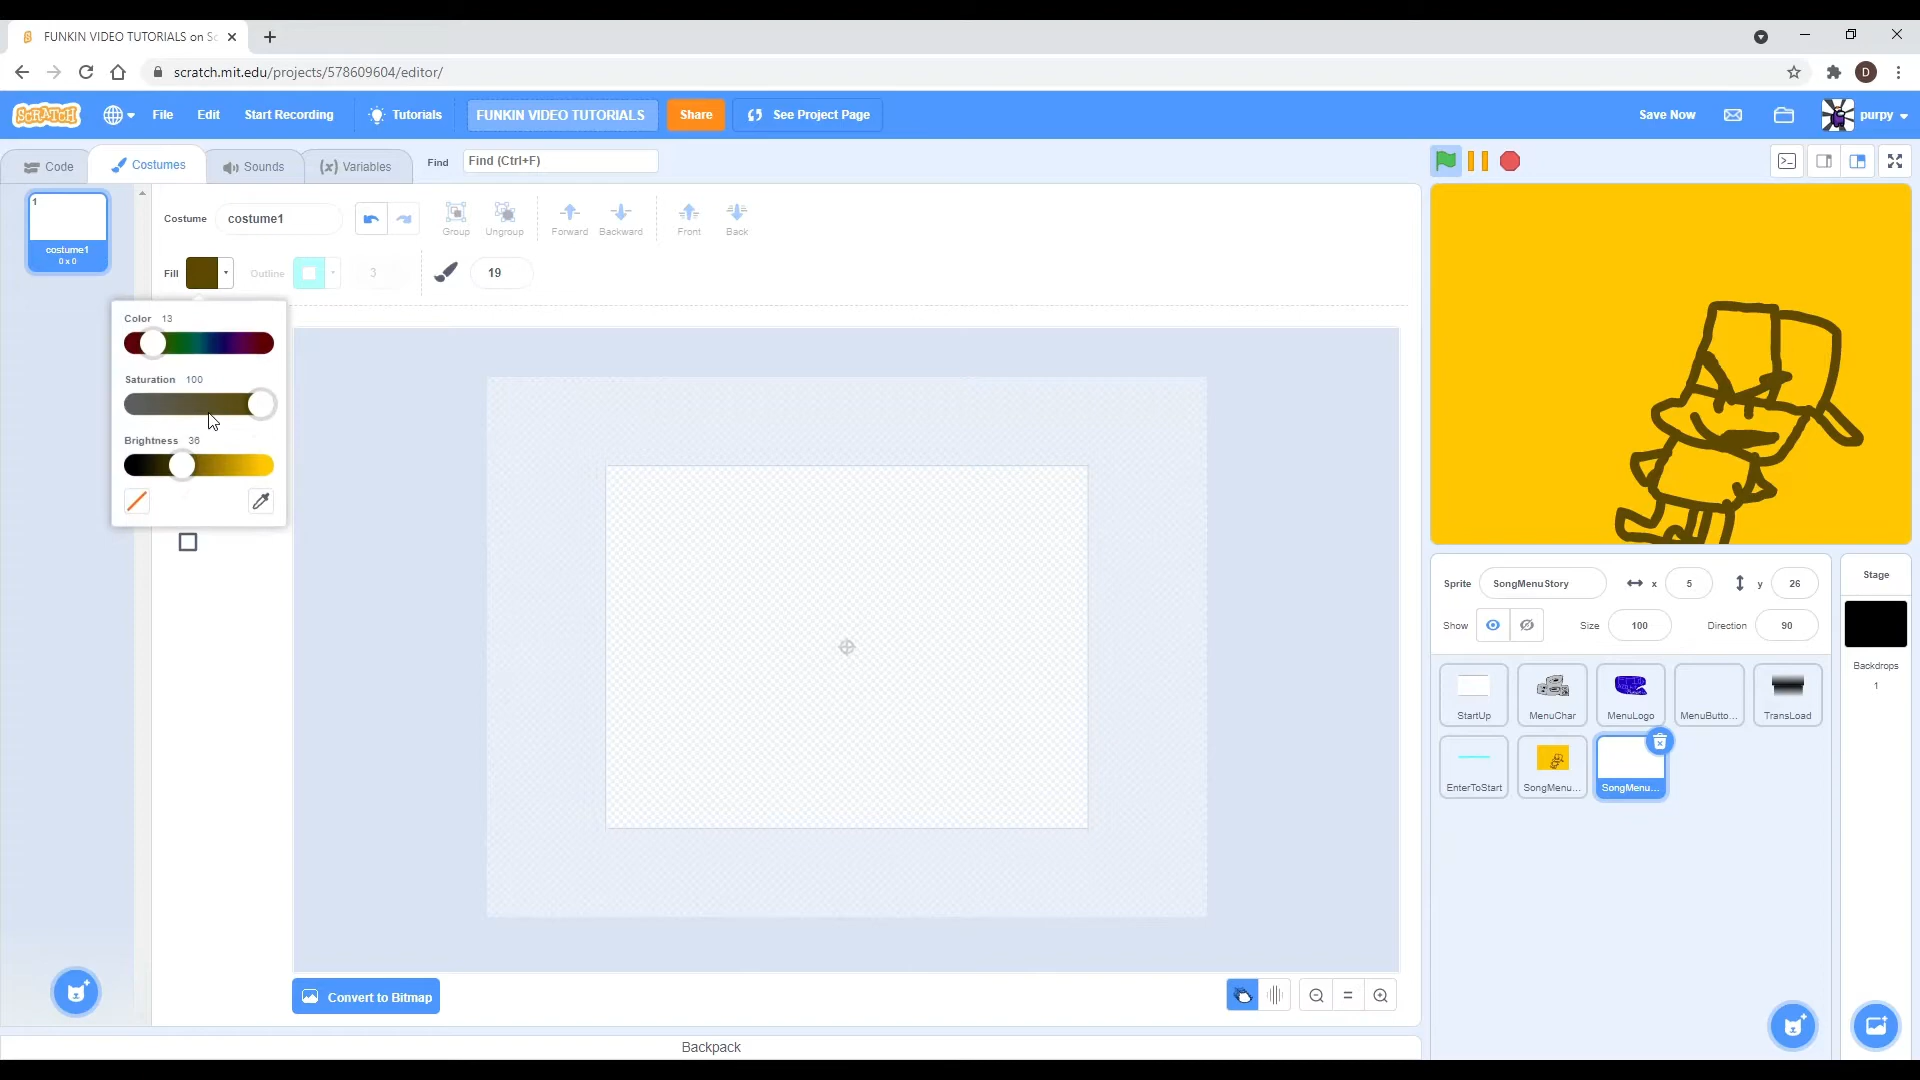 FUNKIN VIDEO TUTORIALS on Sc
scratch.mit.edu/projects/578609604/editor/
D
SCRATCH
File
Edit
Start Recording
Tutorials
FUNKIN VIDEO TUTORIALS
Share
See Project Page
Save Now
purpy
Code
Costumes
Sounds
(x) Variables
Find
Find (Ctrl+F)
1
costume1
0 x 0
Costume
costume1
Group
Ungroup
Forward
Backward
Front
Back
Fill
Outline
3
19
Color 13
Saturation 100
Brightness 36
Convert to Bitmap
Backpack
Sprite
SongMenuStory
x
5
y
26
Show
Size
100
Direction
90
StartUp
MenuChar
MenuLogo
MenuButto...
TransLoad
EnterToStart
SongMenu...
SongMenu...
Stage
Backdrops
1